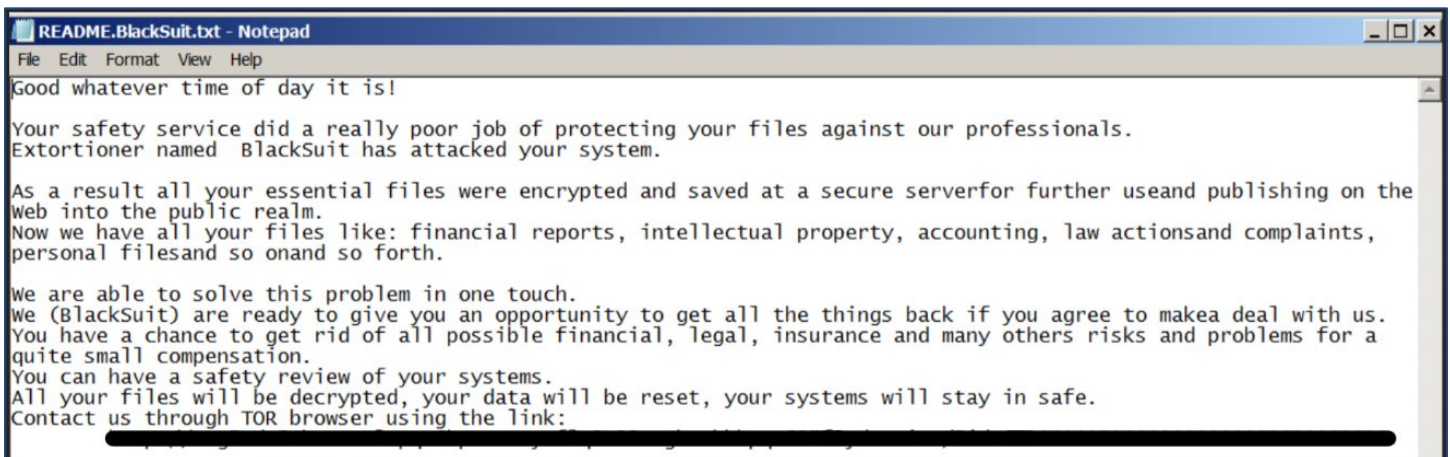 README.BlackSuit.txt - Notepad
File Edit Format View Help
Good whatever time of day it is!
Your safety service did a really poor job of protecting your files against our professionals.
Extortioner named  BlackSuit has attacked your system.
As a result all your essential files were encrypted and saved at a secure serverfor further useand publishing on the
Web into the public realm.
Now we have all your files like: financial reports, intellectual property, accounting, law actionsand complaints,
personal filesand so onand so forth.
We are able to solve this problem in one touch.
We (BlackSuit) are ready to give you an opportunity to get all the things back if you agree to makea deal with us.
You have a chance to get rid of all possible financial, legal, insurance and many others risks and problems for a
quite small compensation.
You can have a safety review of your systems.
All your files will be decrypted, your data will be reset, your systems will stay in safe.
Contact us through TOR browser using the link: